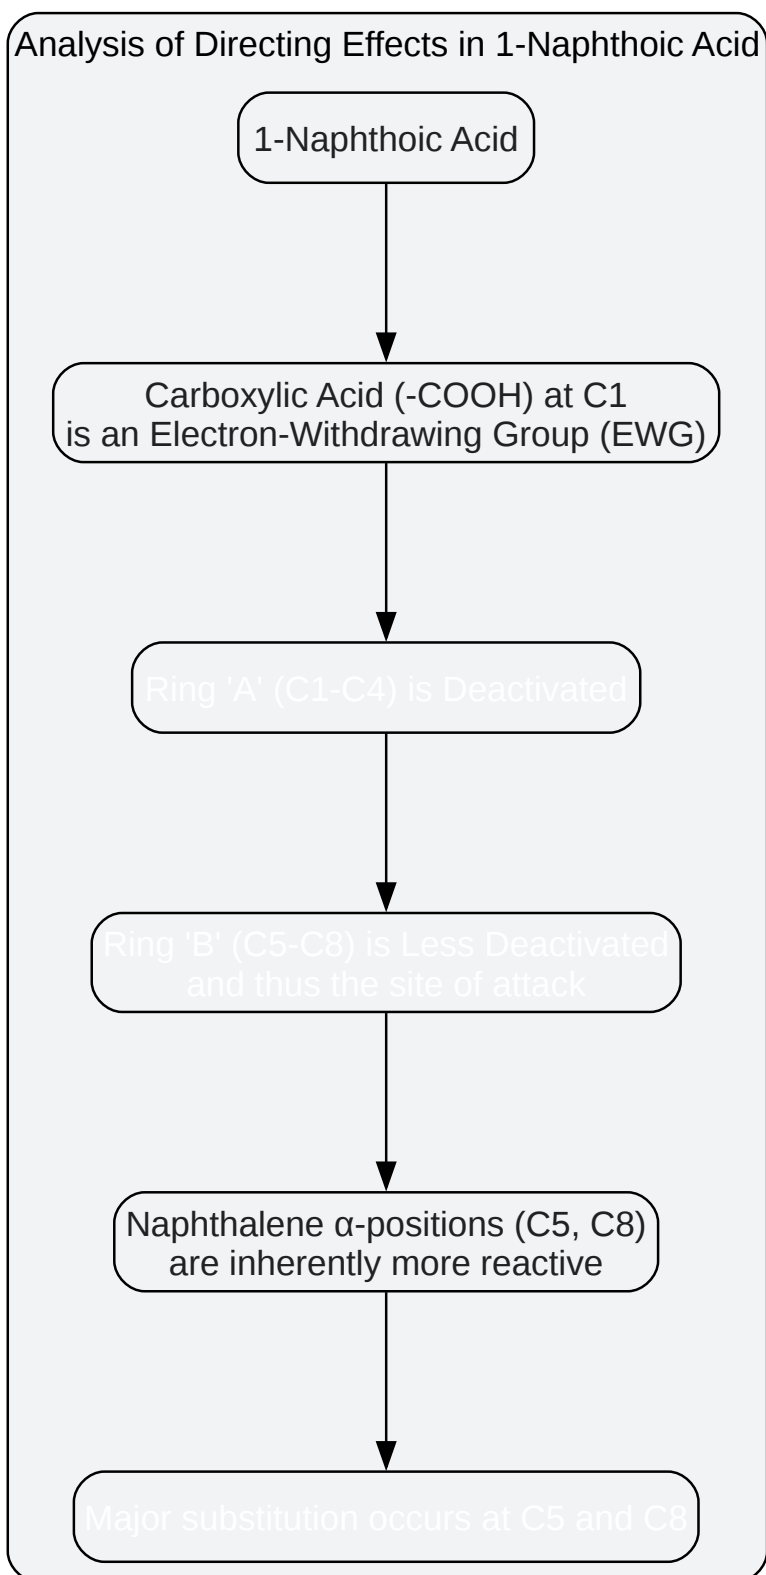 Analysis of Directing Effects in 1-Naphthoic Acid
1-Naphthoic Acid
Carboxylic Acid (-COOH) at C1
is an Electron-Withdrawing Group (EWG)
Ring 'A' (C1-C4) is Deactivated
Ring 'B' (C5-C8) is Less Deactivated
and thus the site of attack
Naphthalene α-positions (C5, C8)
are inherently more reactive
Major substitution occurs at C5 and C8